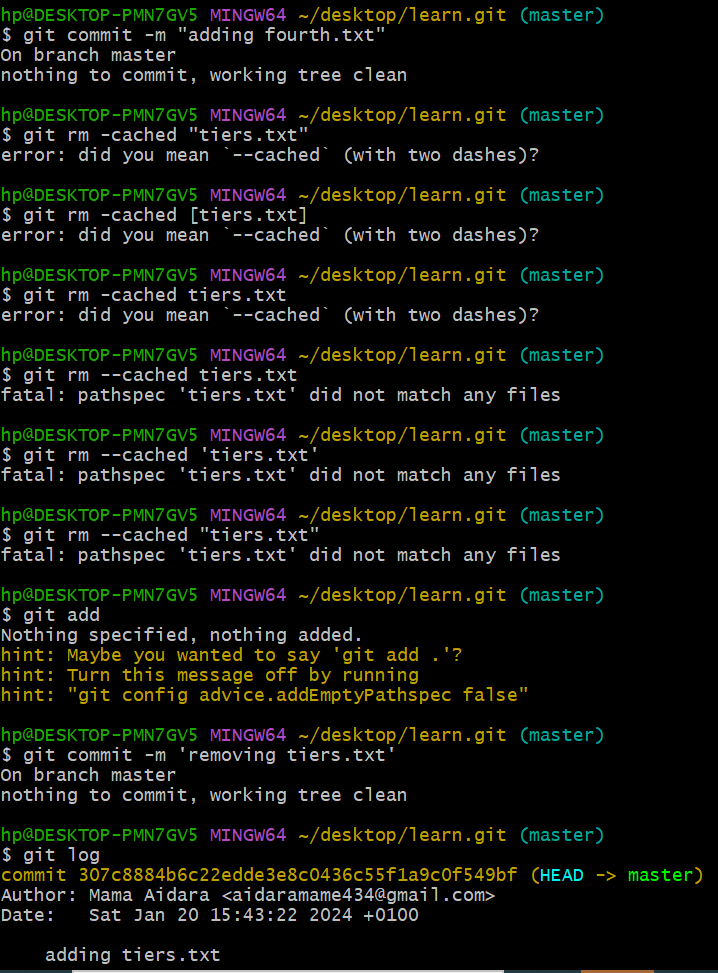 hp@DESKTOP-PMN7GV5 MINGW64 ~/desktop/learn.git (master)
$ git commit -m "adding fourth.txt"
On branch master
nothing to commit, working tree clean
hp@DESKTOP-PMN7GV5 MINGW64 ~/desktop/learn.git (master)
$ git rm -cached "tiers.txt"
error: did you mean `--cached` (with two dashes)?
hp@DESKTOP-PMN7GV5 MINGW64 ~/desktop/learn.git (master)
$ git rm -cached [tiers.txt]
error: did you mean `--cached` (with two dashes)?
hp@DESKTOP-PMN7GV5 MINGW64 ~/desktop/learn.git (master)
$ git rm -cached tiers.txt
error: did you mean `--cached` (with two dashes)?
hp@DESKTOP-PMN7GV5 MINGW64 ~/desktop/learn.git (master)
$ git rm --cached tiers.txt
fatal: pathspec 'tiers.txt' did not match any files
hp@DESKTOP-PMN7GV5 MINGW64 ~/desktop/learn.git (master)
$ git rm --cached 'tiers.txt'
fatal: pathspec 'tiers.txt' did not match any files
hp@DESKTOP-PMN7GV5 MINGW64 ~/desktop/learn.git (master)
$ git rm --cached "tiers.txt"
fatal: pathspec 'tiers.txt' did not match any files
hp@DESKTOP-PMN7GV5 MINGW64 ~/desktop/learn.git (master)
$ git add
Nothing specified, nothing added.
hint: Maybe you wanted to say 'git add .'?
hint: Turn this message off by running
hint: "git config advice.addEmptyPathspec false"
hp@DESKTOP-PMN7GV5 MINGW64 ~/desktop/learn.git (master)
$ git commit -m 'removing tiers.txt'
On branch master
nothing to commit, working tree clean
hp@DESKTOP-PMN7GV5 MINGW64 ~/desktop/learn.git (master)
$ git log
commit 307c8884b6c22edde3e8c0436c55f1a9c0f549bf (HEAD -> master)
Author: Mama Aidara <aidaramame434@gmail.com>
Date:   Sat Jan 20 15:43:22 2024 +0100
    adding tiers.txt